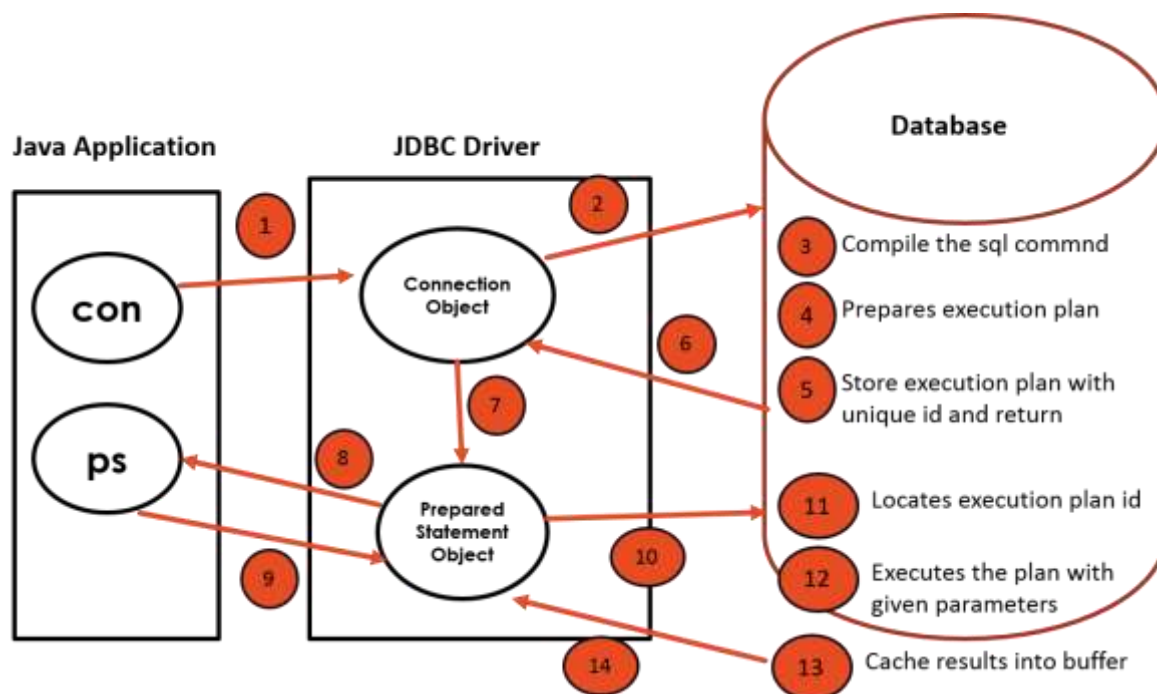 Database
Java Application
JDBC Driver
1
2
3
Compile the sql commnd
con
Connection
Object
4
Prepares execution plan
6
5
Store execution plan with
unique id and return
7
ps
8
Prepared
Statement
Object
11
Locates execution plan id
10
9
12
Executes the plan with
given parameters
14
13
Cache results into buffer